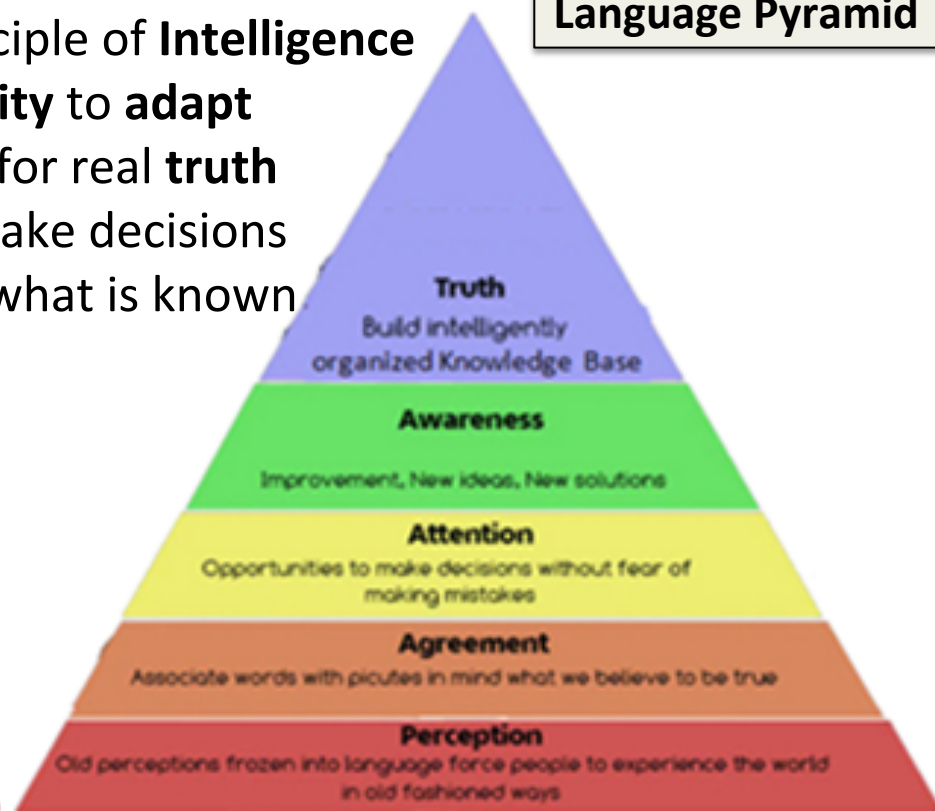 Language Pyramid
ciple of Intelligence
ity to adapt
for real truth
ake decisions
what is known
Truth
Build intelligently
organized Knowledge Base
Awareness
Improvement, New ideas, New solutions
Attention
Opportunities to make decisions without fear of
making mistakes
Agreement
Associate words with picutes in mind what we believe to be true
Perception
Old perceptions frozen into language force people to experience the world
in old fashioned ways